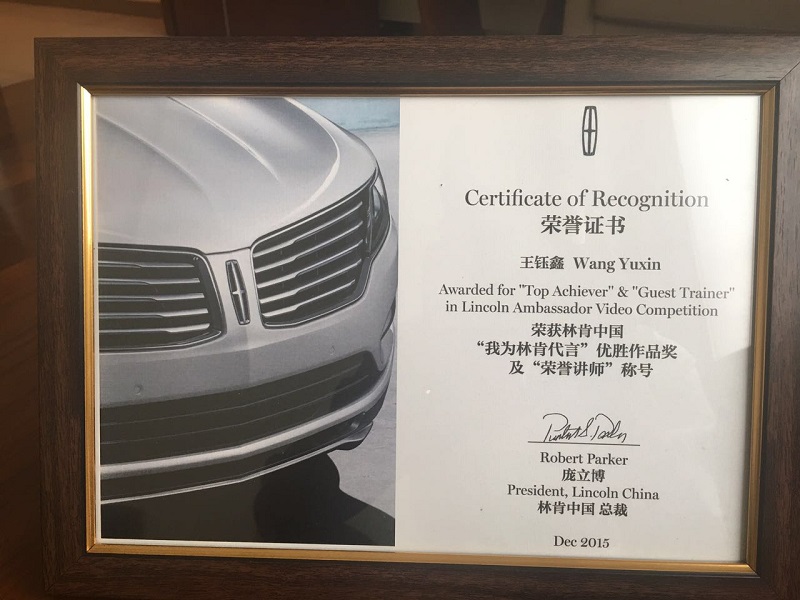 Certificate of Recognition
荣誉证书
王钰鑫 Wang Yuxin
Awarded for "Top Achiever" & "Guest Trainer"
in Lincoln Ambassador Video Competition
荣获林肯中国
“我为林肯代言”优胜作品奖
及“荣誉讲师”称号
Robert S. Parker
Robert Parker
庞立博
President, Lincoln China
林肯中国 总裁
Dec 2015